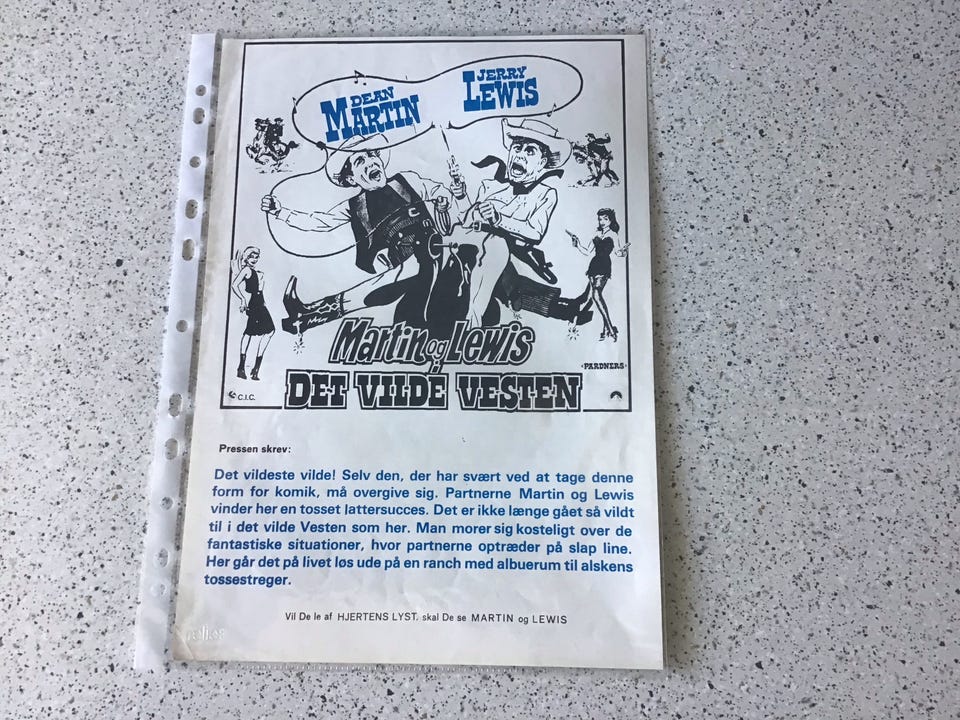 DEAN
MARTIN
JERRY
LEWIS
Martin og Lewis
i
DET VILDE VESTEN
"PARDNERS"
C.I.C.
Pressen skrev:
Det vildeste vilde! Selv den, der har svært ved at tage denne
form for komik, må overgive sig. Partnerne Martin og Lewis
vinder her en tosset lattersucces. Det er ikke længe gået så vildt
til i det vilde Vesten som her. Man morer sig kosteligt over de
fantastiske situationer, hvor partnerne optræder på slap line.
Her går det på livet løs ude på en ranch med albuerum til alskens
tossestreger.
Vil De le af HJERTENS LYST, skal De se MARTIN og LEWIS